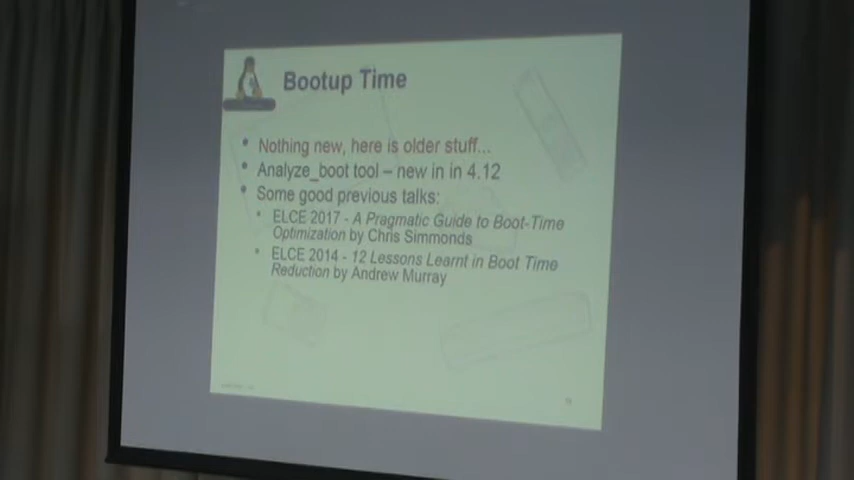 Bootup Time
• Nothing new, here is older stuff...
• Analyze_boot tool – new in in 4.12
• Some good previous talks:
• ELCE 2017 - A Pragmatic Guide to Boot-Time
Optimization by Chris Simmonds
• ELCE 2014 - 12 Lessons Learnt in Boot Time
Reduction by Andrew Murray